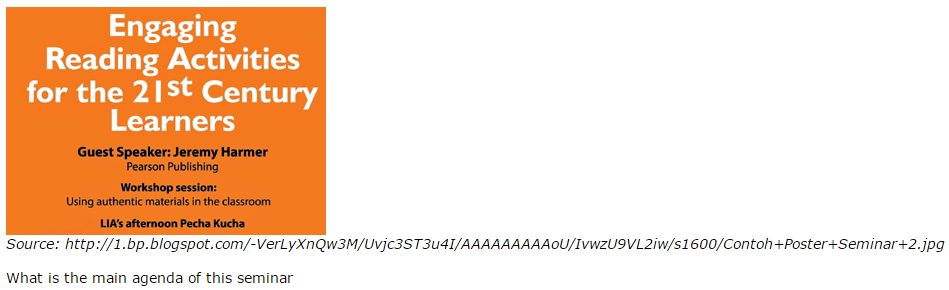 Engaging
Reading Activities
for the 21st Century
Learners
Guest Speaker: Jeremy Harmer
Pearson Publishing
Workshop session:
Using authentic materials in the classroom
LIA's afternoon Pecha Kucha
Source: http://1.bp.blogspot.com/-VerLyXnQw3M/Uvjc3ST3u4I/AAAAAAAAAoU/IvwzU9VL2iw/s1600/Contoh+Poster+Seminar+2.jpg
What is the main agenda of this seminar